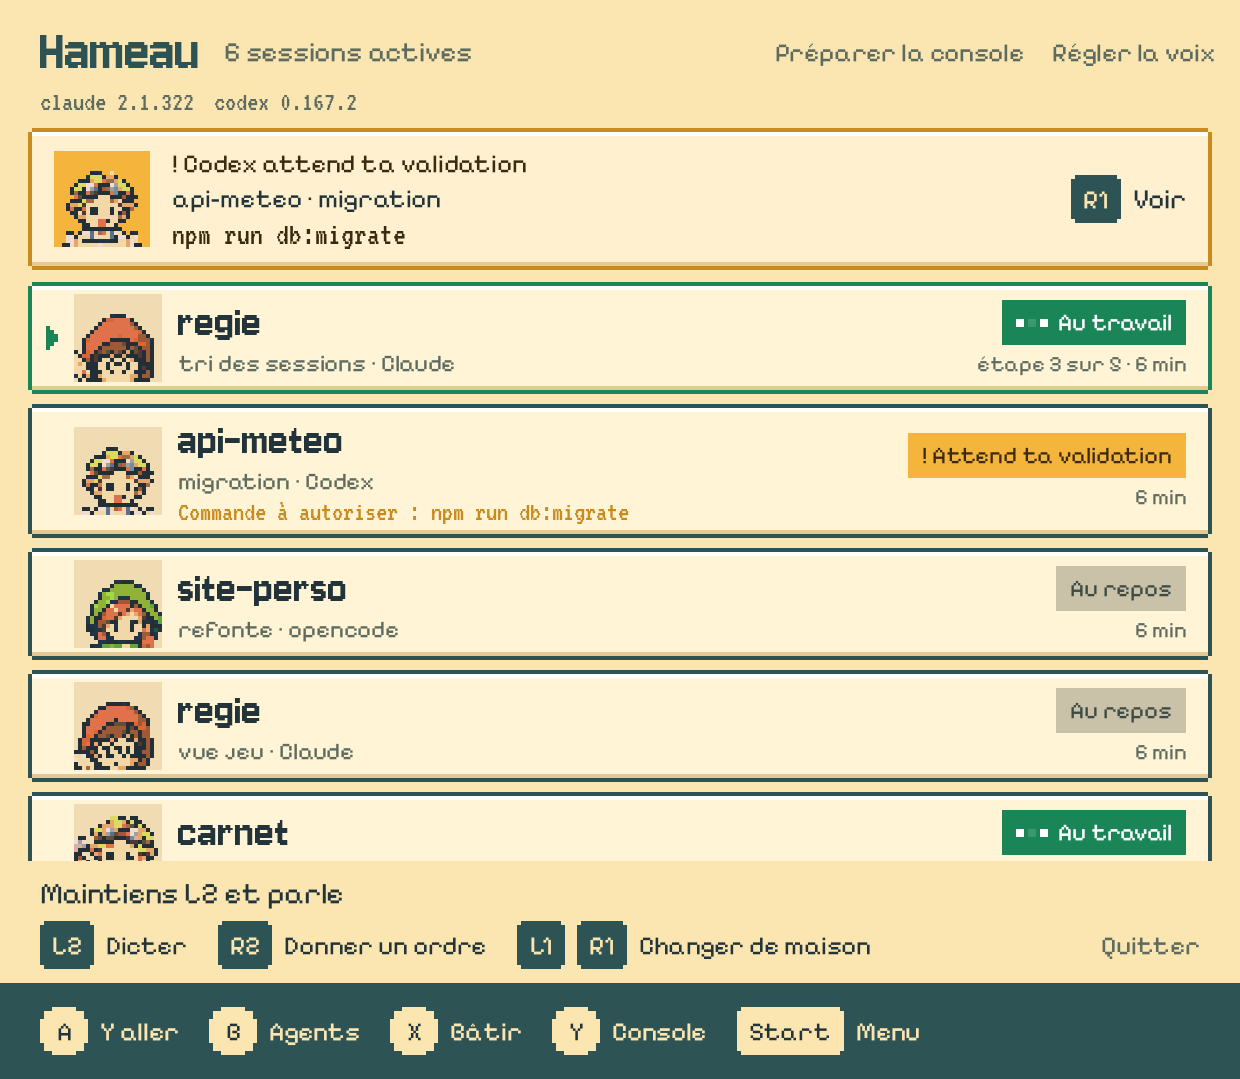 Hameau 6 sessions actives Préparer la console Régler la voix
claude 2.1.322 codex 0.167.2
! Codex attend ta validation
api-meteo · migration
npm run db:migrate
R1 Voir
regie
Au travail
tri des sessions · Claude
étape 3 sur 8 · 6 min
api-meteo
! Attend ta validation
migration · Codex
6 min
Commande à autoriser : npm run db:migrate
site-perso
Au repos
refonte · opencode
6 min
regie
Au repos
vue jeu · Claude
6 min
carnet
Au travail
Maintiens L2 et parle
L2 Dicter R2 Donner un ordre L1 R1 Changer de maison Quitter
A Y aller B Agents X Bâtir Y Console Start Menu